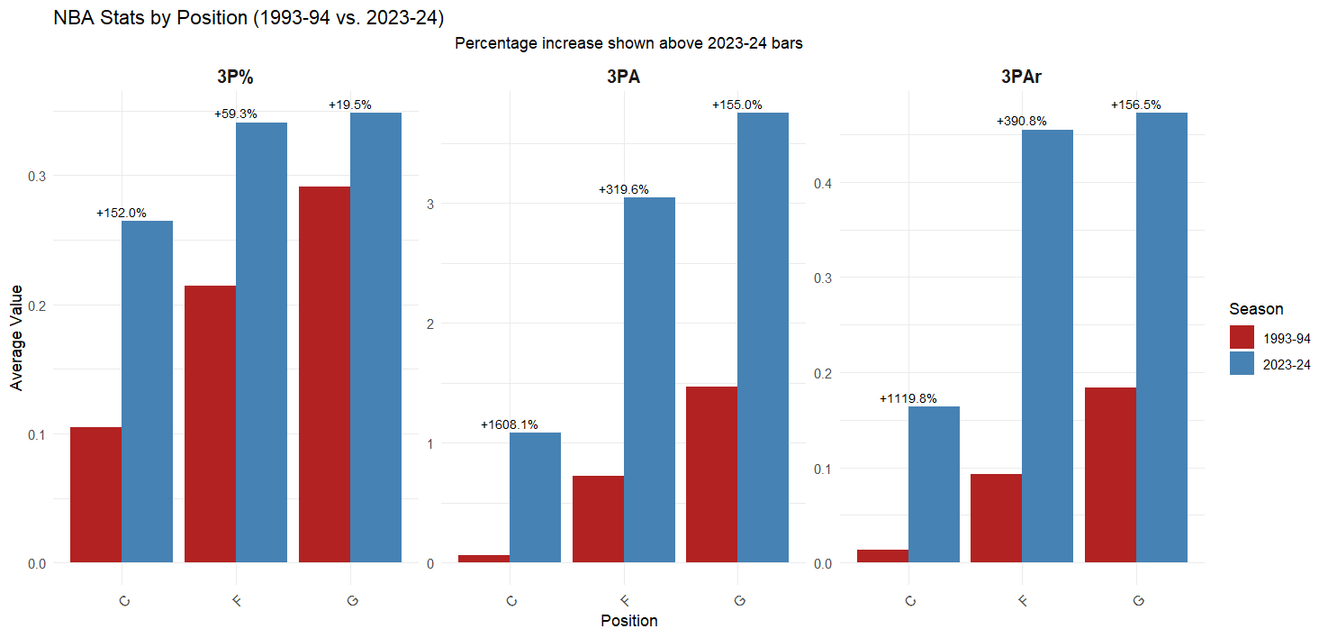 NBA Stats by Position (1993-94 vs. 2023-24)
Percentage increase shown above 2023-24 bars
3P%
3PA
3PAr
+152.0%
+59.3%
+19.5%
+1608.1%
+319.6%
+155.0%
+1119.8%
+390.8%
+156.5%
Average Value
0.3
0.2
0.1
0.0
3
2
1
0
0.4
0.3
0.2
0.1
0.0
C
F
G
C
F
G
C
F
G
Position
Season
1993-94
2023-24